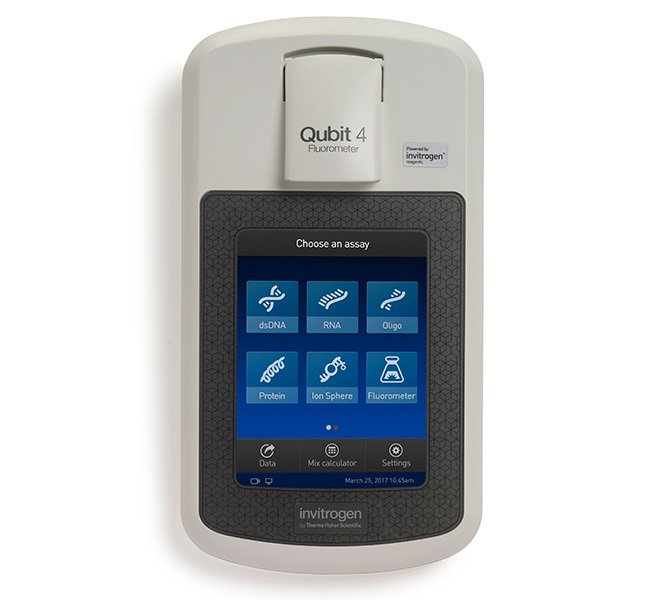 Qubit 4
Fluorometer
Powered by
invitrogen™
reagents
Choose an assay
dsDNA
RNA
Oligo
Protein
Ion Sphere
Fluorometer
Data
Mix calculator
Settings
March 25, 2017 10:45am
invitrogen
by Thermo Fisher Scientific